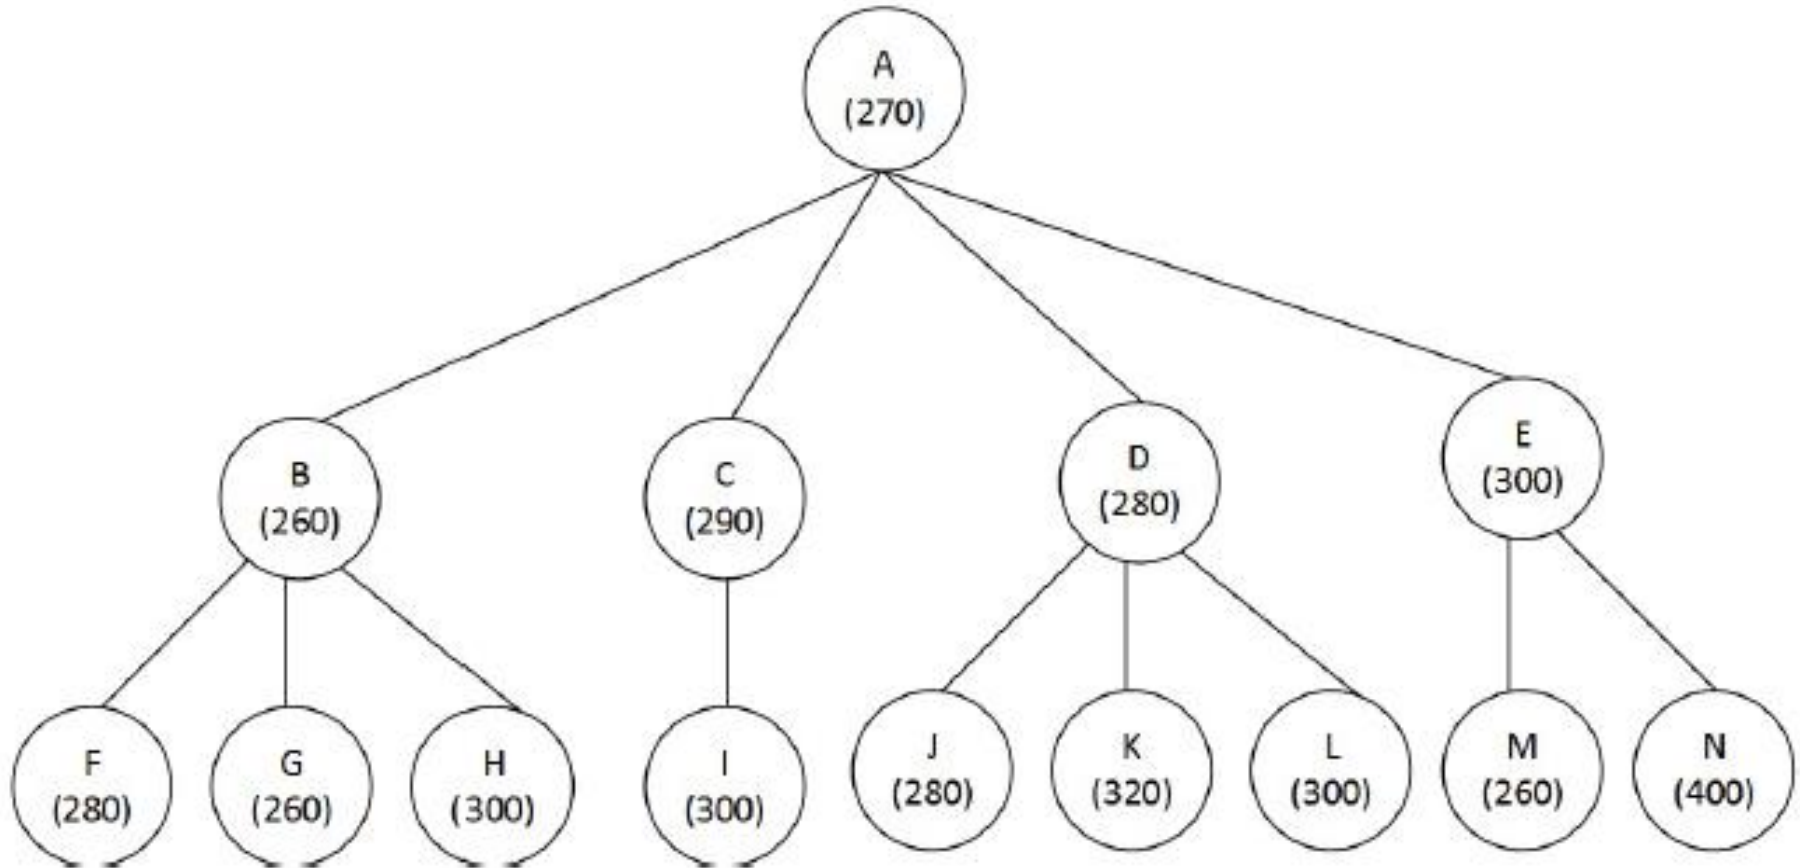 A
(270)
B
(260)
C
(290)
D
(280)
E
(300)
F
(280)
G
(260)
H
(300)
I
(300)
J
(280)
K
(320)
L
(300)
M
(260)
N
(400)